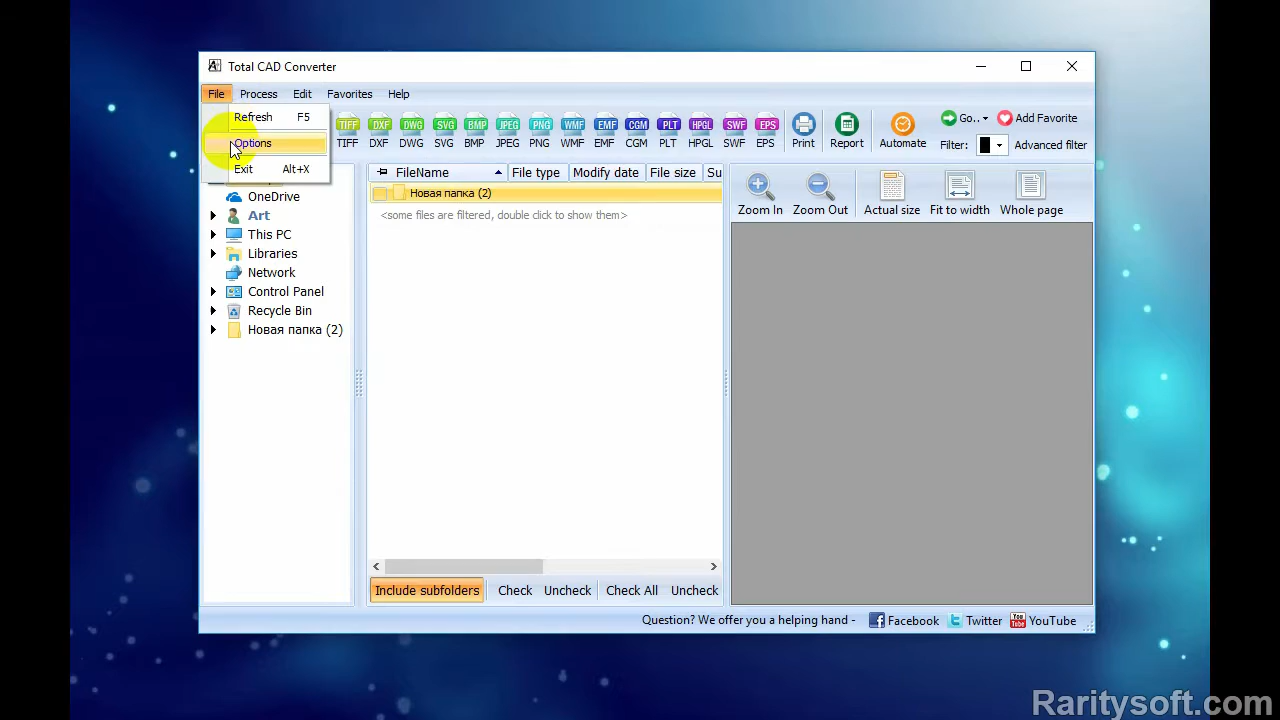 Total CAD Converter
File Process Edit Favorites Help
Refresh F5
Options
Exit Alt+X
TIFF DXF DWG SVG BMP JPEG PNG WMF EMF CGM PLT HPGL SWF EPS
TIFF DXF DWG SVG BMP JPEG PNG WMF EMF CGM PLT HPGL SWF EPS Print Report Automate
Go.. Add Favorite
Filter: Advanced filter
OneDrive
Art
This PC
Libraries
Network
Control Panel
Recycle Bin
Новая папка (2)
FileName File type Modify date File size Su
Новая папка (2)
<some files are filtered, double click to show them>
Include subfolders Check Uncheck Check All Uncheck
Zoom In Zoom Out Actual size Fit to width Whole page
Question? We offer you a helping hand - Facebook Twitter YouTube
Raritysoft.com